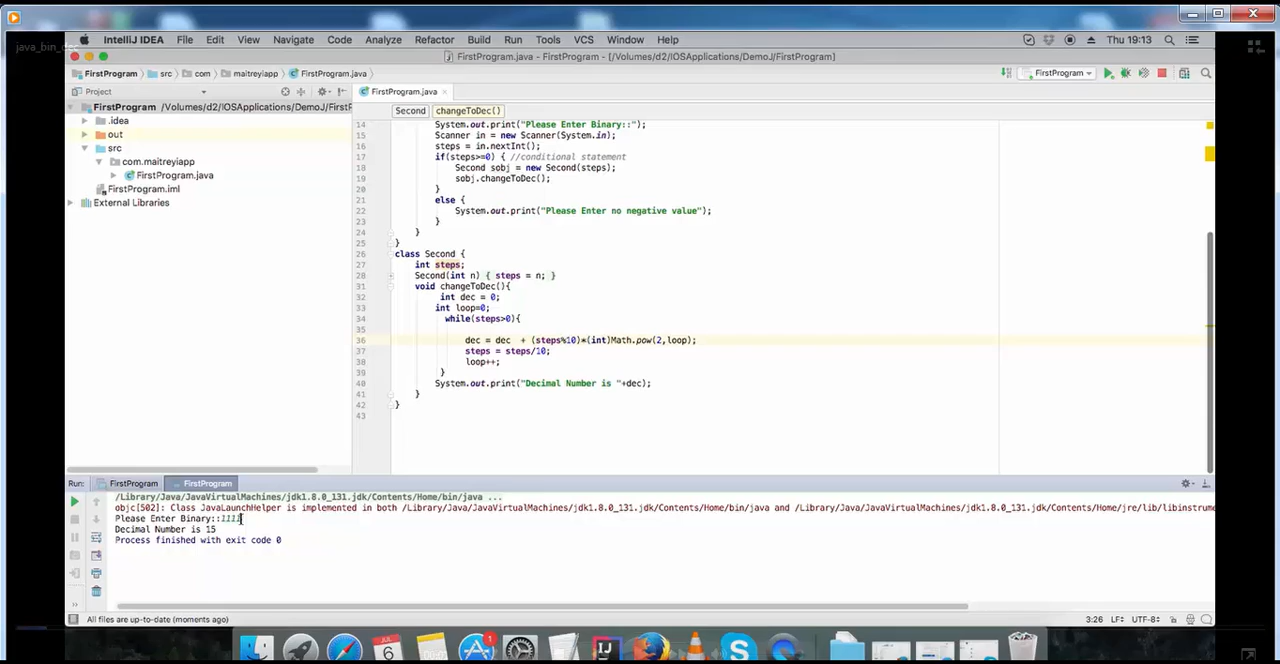 java_bin_dec
IntelliJ IDEA File Edit View Navigate Code Analyze Refactor Build Run Tools VCS Window Help Thu 19:13
FirstProgram.java - FirstProgram - [/Volumes/d2/IOSApplications/DemoJ/FirstProgram]
FirstProgram src com maitreyiapp FirstProgram.java FirstProgram
Project FirstProgram.java
FirstProgram /Volumes/d2/IOSApplications/DemoJ/FirstP
Second changeToDec()
.idea
out
src
com.maitreyiapp
FirstProgram.java
FirstProgram.iml
External Libraries
14 System.out.print("Please Enter Binary::");
15 Scanner in = new Scanner(System.in);
16 steps = in.nextInt();
17 if(steps>=0) { //conditional statement
18 Second sobj = new Second(steps);
19 sobj.changeToDec();
20 }
21 else {
22 System.out.print("Please Enter no negative value");
23 }
24 }
25 }
26 class Second {
27 int steps;
28 Second(int n) { steps = n; }
31 void changeToDec(){
32 int dec = 0;
33 int loop=0;
34 while(steps>0){
35
36 dec = dec + (steps%10)*(int)Math.pow(2,loop);
37 steps = steps/10;
38 loop++;
39 }
40 System.out.print("Decimal Number is "+dec);
41 }
42 }
43
Run: FirstProgram FirstProgram
/Library/Java/JavaVirtualMachines/jdk1.8.0_131.jdk/Contents/Home/bin/java ...
objc[502]: Class JavaLaunchHelper is implemented in both /Library/Java/JavaVirtualMachines/jdk1.8.0_131.jdk/Contents/Home/bin/java and /Library/Java/JavaVirtualMachines/jdk1.8.0_131.jdk/Contents/Home/jre/lib/libinstrume
Please Enter Binary::1111
Decimal Number is 15
Process finished with exit code 0
All files are up-to-date (moments ago) 3:26 LF÷ UTF-8÷
JUL
6
1